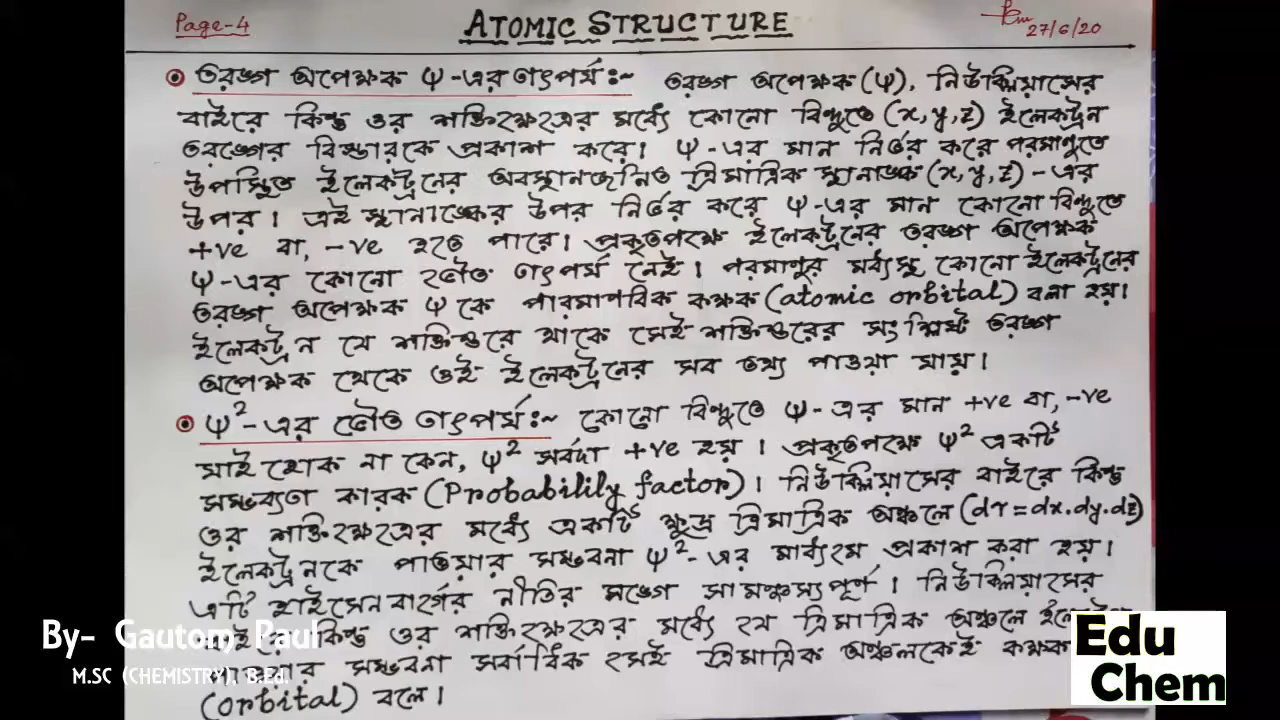 Page-4
ATOMIC STRUCTURE
27/6/20
তরঙ্গ অপেক্ষক ψ-এর তাৎপর্য:~ তরঙ্গ অপেক্ষক (ψ), নিউক্লিয়াসের
বাইরে কিন্তু ওর শক্তিক্ষেত্রের মধ্যে কোনো বিন্দুতে (x,y,z) ইলেকট্রন
তরঙ্গের বিস্তারকে প্রকাশ করে। ψ-এর মান নির্ভর করে পরমাণুতে
উপস্থিত ইলেকট্রনের অবস্থানজনিত ত্রিমাত্রিক স্থানাঙ্ক (x,y,z)-এর
উপর। এই স্থানাঙ্কের উপর নির্ভর করে ψ-এর মান কোনো বিন্দুতে
+ve বা, -ve হতে পারে। প্রকৃতপক্ষে ইলেকট্রনের তরঙ্গ অপেক্ষক
ψ-এর কোনো ভৌত তাৎপর্য নেই। পরমাণুর মধ্যস্থ কোনো ইলেকট্রনের
তরঙ্গ অপেক্ষক ψ কে পারমাণবিক কক্ষক (atomic orbital) বলা হয়।
ইলেকট্রন যে শক্তিস্তরে থাকে সেই শক্তিস্তরের সংশ্লিষ্ট তরঙ্গ
অপেক্ষক থেকে ওই ইলেকট্রনের সব তথ্য পাওয়া যায়।
ψ²-এর ভৌত তাৎপর্য:~ কোনো বিন্দুতে ψ-এর মান +ve বা, -ve
যাই হোক না কেন, ψ² সর্বদা +ve হয়। প্রকৃতপক্ষে ψ² একটি
সম্ভব্যতা কারক (Probability factor)। নিউক্লিয়াসের বাইরে কিন্তু
ওর শক্তিক্ষেত্রের মধ্যে একটি ক্ষুদ্র ত্রিমাত্রিক অঞ্চলে (dτ=dx.dy.dz)
ইলেকট্রনকে পাওয়ার সম্ভবনা ψ²-এর মাধ্যমে প্রকাশ করা হয়।
এটি হাইসেনবার্গের নীতির সঙ্গে সামঞ্জস্যপূর্ণ। নিউক্লিয়াসের
কিন্তু ওর শক্তিক্ষেত্রের মধ্যে যে ত্রিমাত্রিক অঞ্চলে
সম্ভবনা সর্বাধিক সেই ত্রিমাত্রিক অঞ্চলকেই কক্ষক
(orbital) বলে।
By- Gautom Paul
M.SC (CHEMISTRY), B.Ed.
Edu
Chem